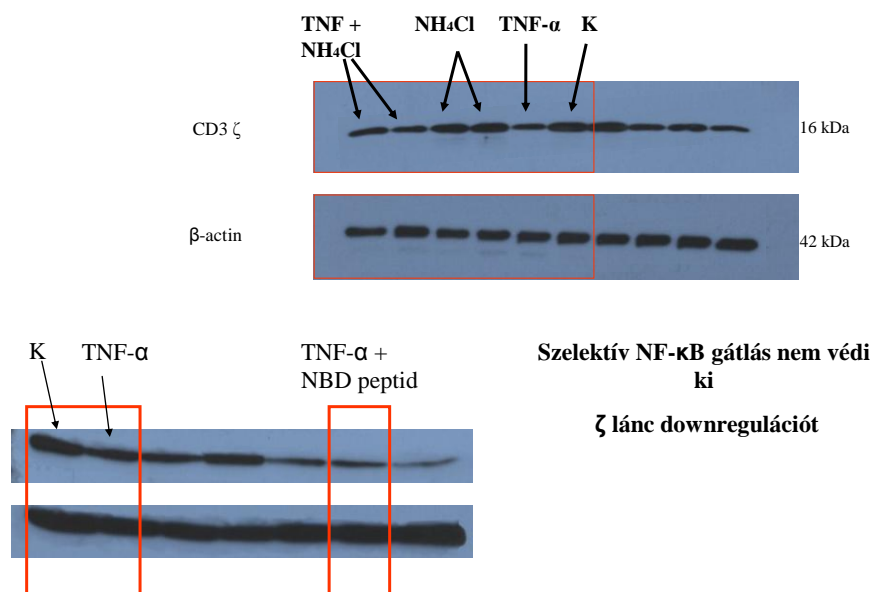 TNF + NH₄Cl TNF-α K
NH₄Cl
CD3 ζ 16 kDa
β-actin 42 kDa
K TNF-α TNF-α +
NBD peptid
Szelektív NF-κB gátlás nem védi
ki
ζ lánc downregulációt